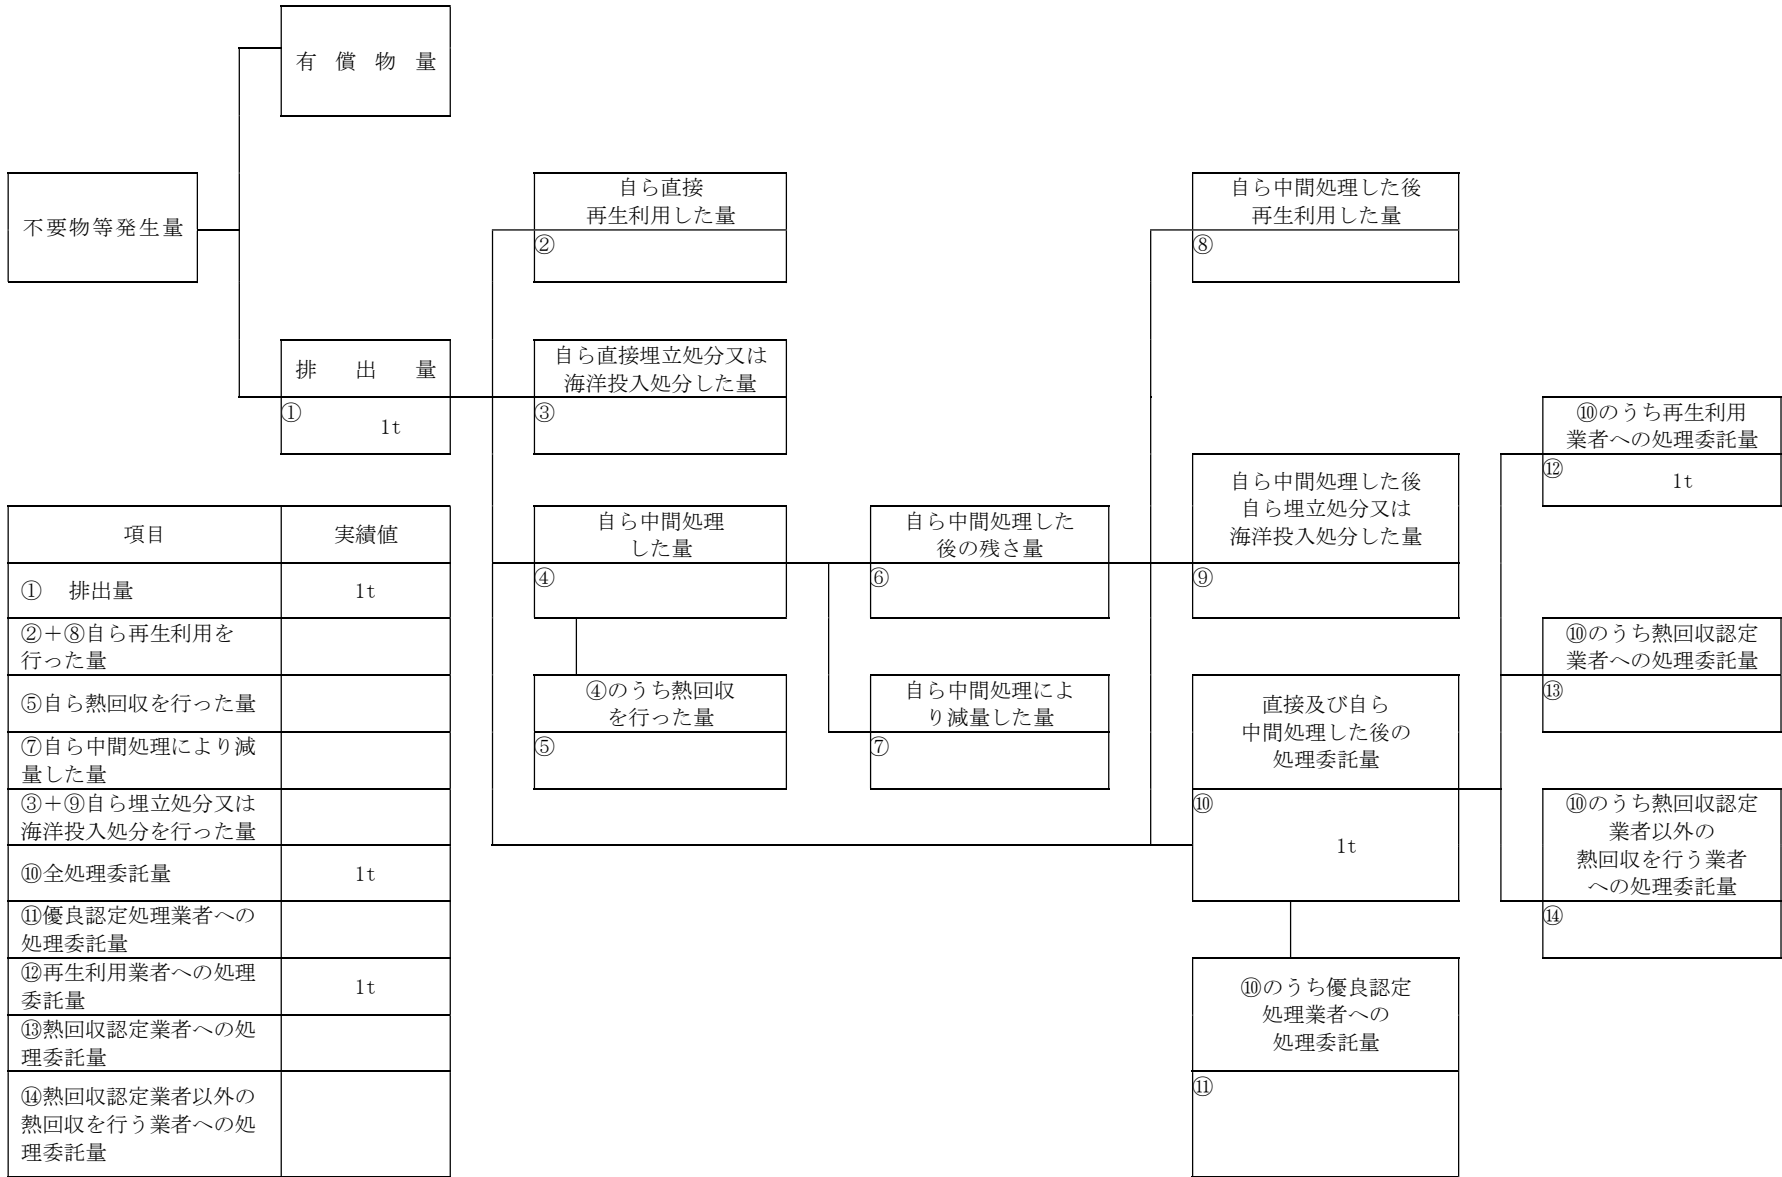 有償物量
不要物等発生量
自ら直接
再生利用した量
②
自ら中間処理した後
再生利用した量
⑧
排出量
①
1t
自ら直接埋立処分又は
海洋投入処分した量
③
⑩のうち再生利用
業者への処理委託量
⑫
1t
自ら中間処理した後
自ら埋立処分又は
海洋投入処分した量
⑨
自ら中間処理
した量
④
自ら中間処理した
後の残さ量
⑥
⑩のうち熱回収認定
業者への処理委託量
⑬
④のうち熱回収
を行った量
⑤
自ら中間処理によ
り減量した量
⑦
直接及び自ら
中間処理した後の
処理委託量
⑩
1t
⑩のうち熱回収認定
業者以外の
熱回収を行う業者
への処理委託量
⑭
⑩のうち優良認定
処理業者への
処理委託量
⑪
項目 実績値
① 排出量 1t
②+⑧自ら再生利用を
行った量
⑤自ら熱回収を行った量
⑦自ら中間処理により減
量した量
③+⑨自ら埋立処分又は
海洋投入処分を行った量
⑩全処理委託量 1t
⑪優良認定処理業者への
処理委託量
⑫再生利用業者への処理
委託量
1t
⑬熱回収認定業者への処
理委託量
⑭熱回収認定業者以外の
熱回収を行う業者への処
理委託量